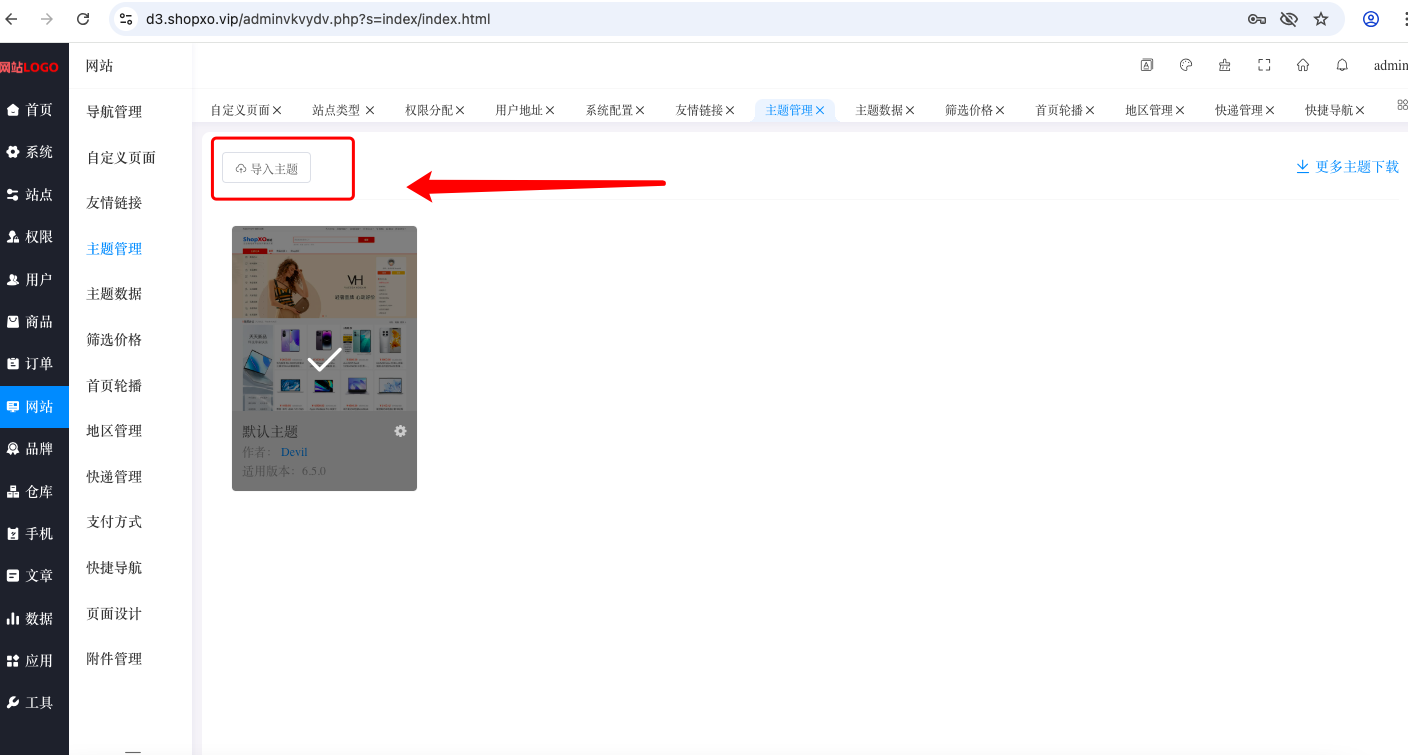 d3.shopxo.vip/adminvkvydv.php?s=index/index.html
网站LOGO
首页
系统
站点
权限
用户
商品
订单
网站
品牌
仓库
手机
文章
数据
应用
工具
网站
导航管理
自定义页面
友情链接
主题管理
主题数据
筛选价格
首页轮播
地区管理
快递管理
支付方式
快捷导航
页面设计
附件管理
admin
自定义页面 站点类型 权限分配 用户地址 系统配置 友情链接 主题管理 主题数据 筛选价格 首页轮播 地区管理 快递管理 快捷导航
导入主题
更多主题下载
ShopXO
VH
默认主题
作者： Devil
适用版本：6.5.0